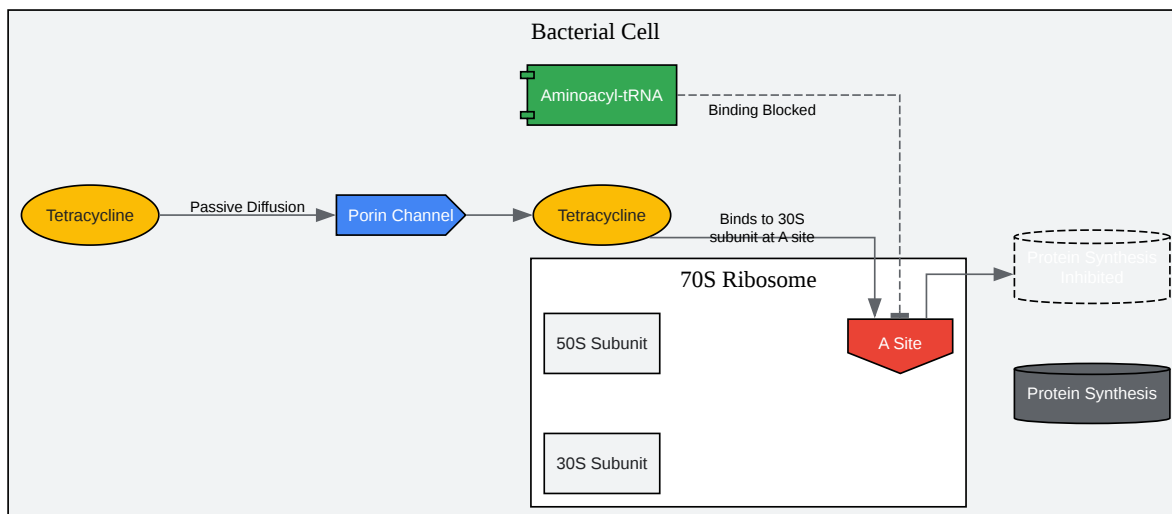 Bacterial Cell
Aminoacyl-tRNA
Binding Blocked
Tetracycline
Passive Diffusion
Porin Channel
Tetracycline
Binds to 30S
subunit at A site
Protein Synthesis
Inhibited
70S Ribosome
50S Subunit
A Site
Protein Synthesis
30S Subunit